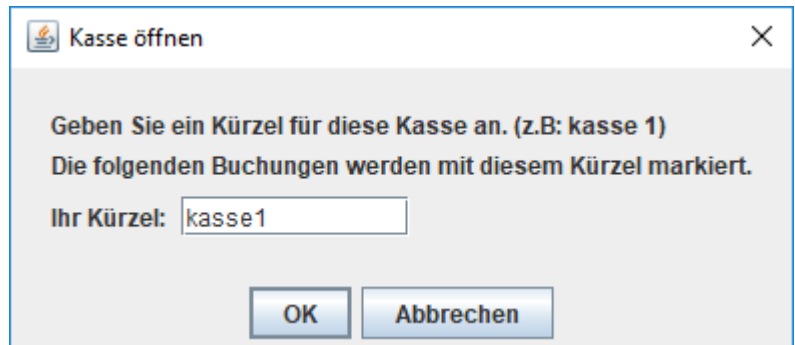 Kasse öffnen
Geben Sie ein Kürzel für diese Kasse an. (z.B: kasse 1)
Die folgenden Buchungen werden mit diesem Kürzel markiert.
Ihr Kürzel: kasse1
OK Abbrechen